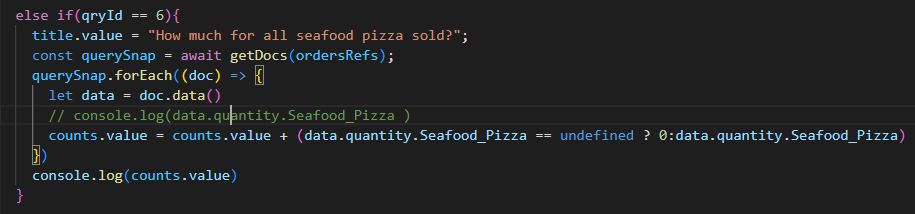 else if(qryId == 6){
title.value = "How much for all seafood pizza sold?";
const querySnap = await getDocs(ordersRefs);
querySnap.forEach((doc) => {
let data = doc.data()
// console.log(data.quantity.Seafood_Pizza )
counts.value = counts.value + (data.quantity.Seafood_Pizza == undefined ? 0:data.quantity.Seafood_Pizza)
})
console.log(counts.value)
}